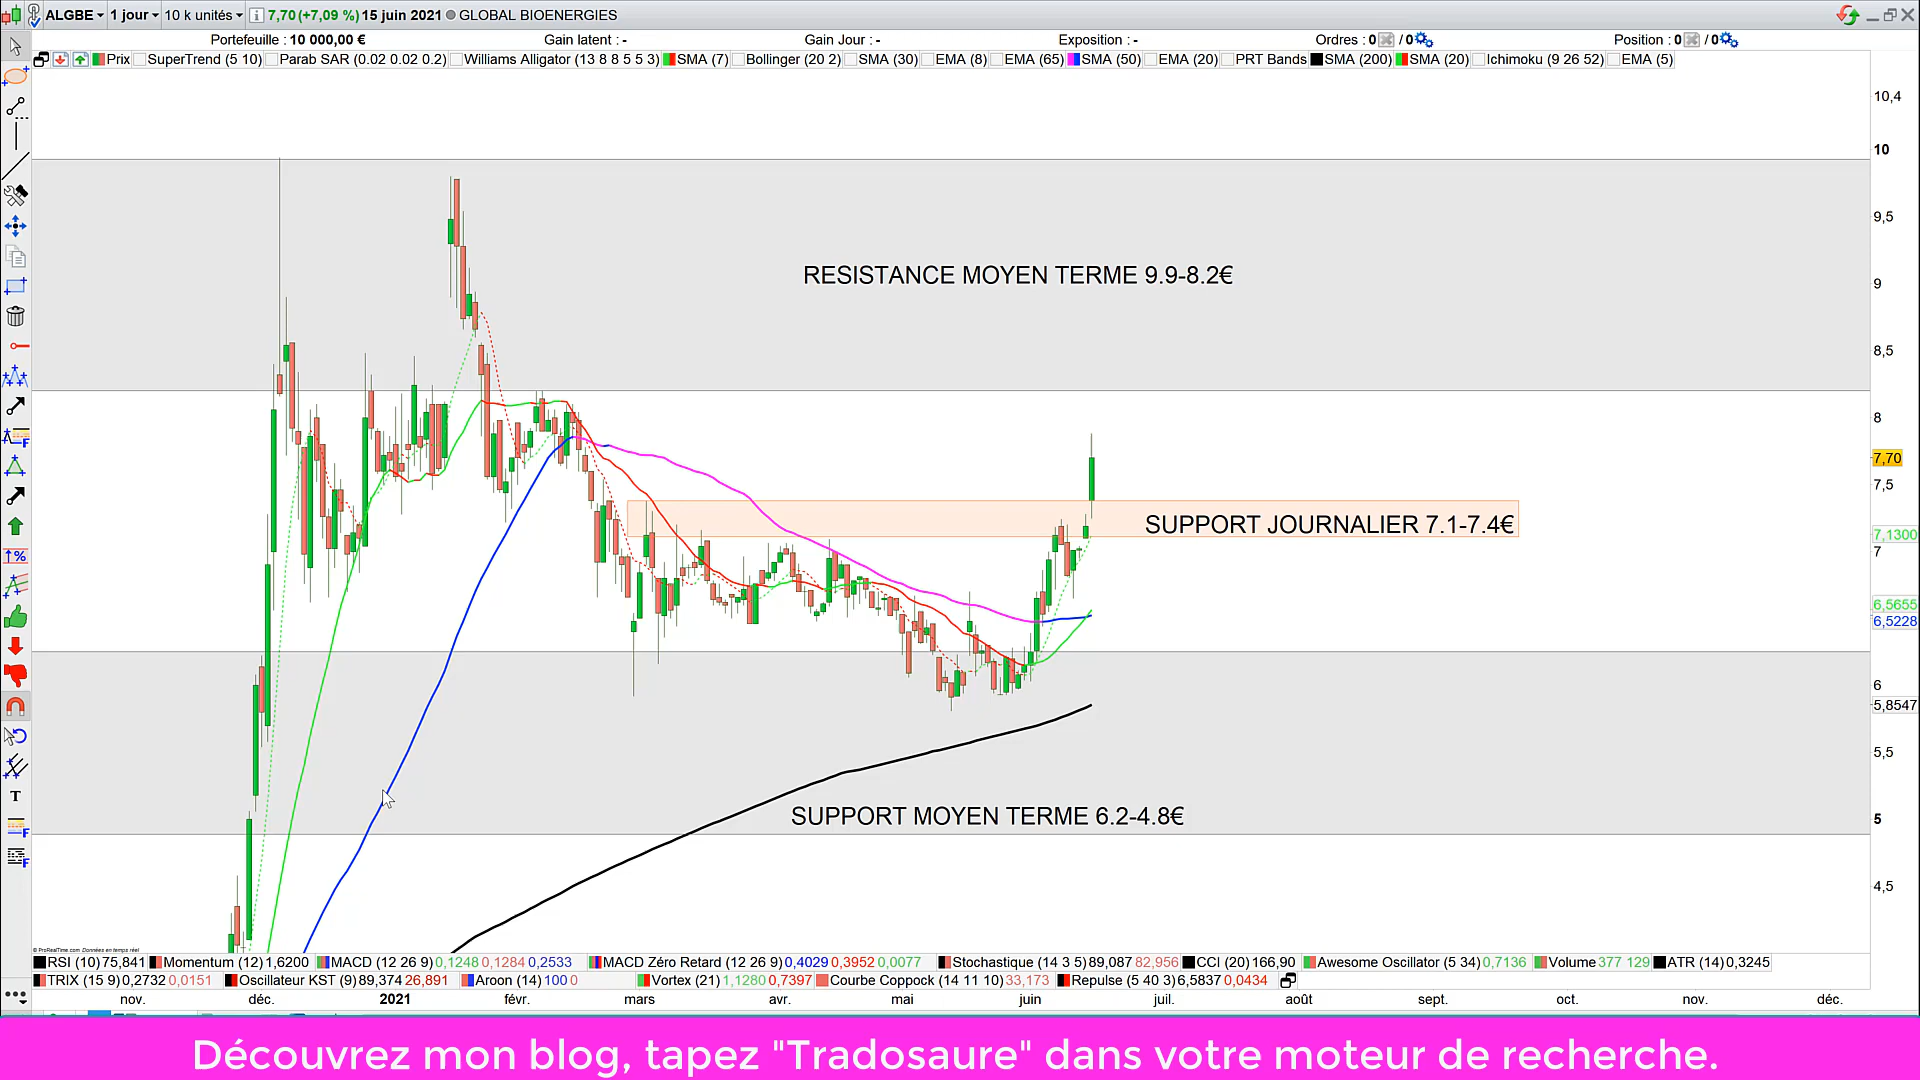 ALGBE 1 jour 10 k unités 7,70 (+7,09 %) 15 juin 2021 GLOBAL BIOENERGIES
Portefeuille : 10 000,00 € Gain latent : - Gain Jour : - Exposition : - Ordres : 0 / 0 Position : 0 / 0
Prix SuperTrend (5 10) Parab SAR (0.02 0.02 0.2) Williams Alligator (13 8 8 5 5 3) SMA (7) Bollinger (20 2) SMA (30) EMA (8) EMA (65) SMA (50) EMA (20) PRT Bands SMA (200) SMA (20) Ichimoku (9 26 52) EMA (5)
10,4
10
9,5
RESISTANCE MOYEN TERME 9.9-8.2€
9
8,5
8
7,70
7,5
SUPPORT JOURNALIER 7.1-7.4€
7,1300
7
6,5655
6,5228
6
5,8547
5,5
SUPPORT MOYEN TERME 6.2-4.8€
5
4,5
© ProRealTime.com Données en temps réel
RSI (10) 75,841 Momentum (12) 1,6200 MACD (12 26 9) 0,1248 0,1284 0,2533 MACD Zéro Retard (12 26 9) 0,4029 0,3952 0,0077 Stochastique (14 3 5) 89,087 82,956 CCI (20) 166,90 Awesome Oscillator (5 34) 0,7136 Volume 377 129 ATR (14) 0,3245
TRIX (15 9) 0,2732 0,0151 Oscillateur KST (9) 89,374 26,891 Aroon (14) 100 0 Vortex (21) 1,1280 0,7397 Courbe Coppock (14 11 10) 33,173 Repulse (5 40 3) 6,5837 0,0434
nov. déc. 2021 févr. mars avr. mai juin juil. août sept. oct. nov. déc.
Découvrez mon blog, tapez "Tradosaure" dans votre moteur de recherche.